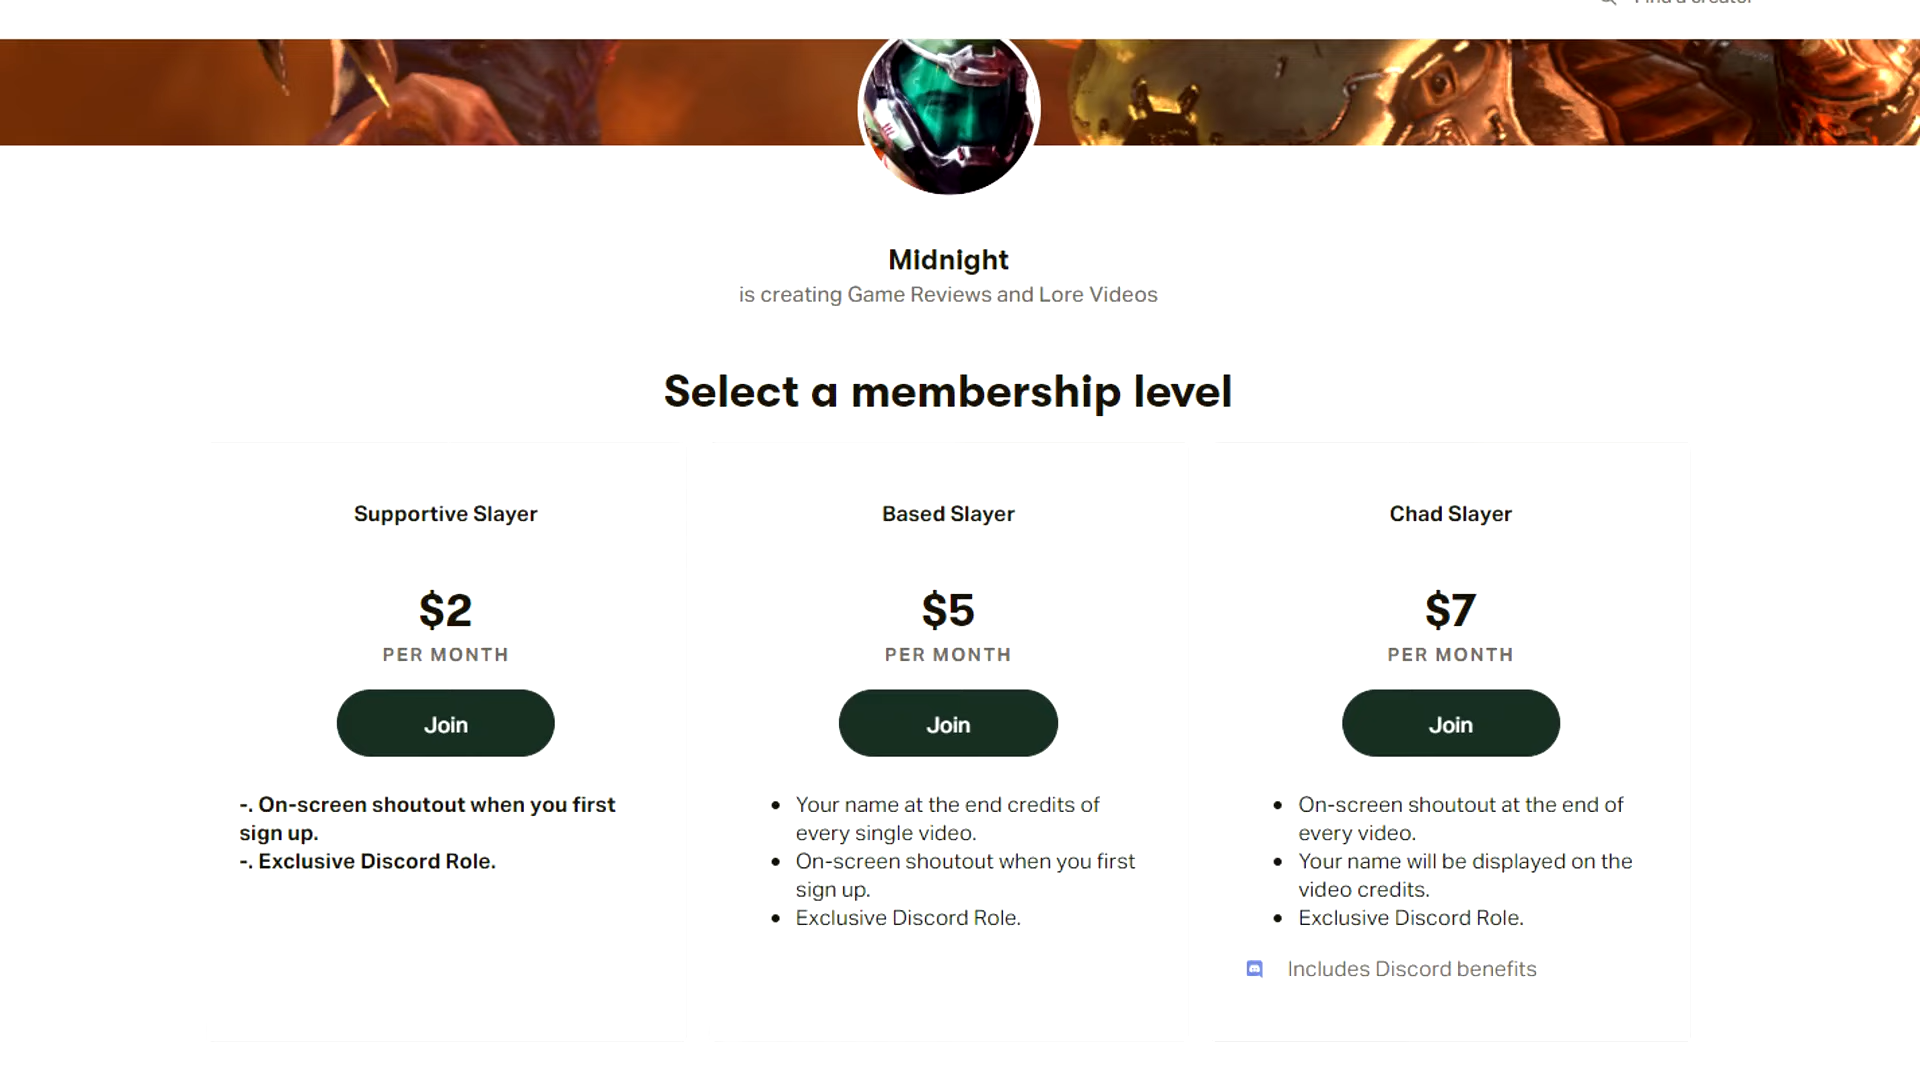 Find a creator
Midnight
is creating Game Reviews and Lore Videos
Select a membership level
Supportive Slayer
$2
PER MONTH
Join
-. On-screen shoutout when you first
sign up.
-. Exclusive Discord Role.
Based Slayer
$5
PER MONTH
Join
• Your name at the end credits of
every single video.
• On-screen shoutout when you first
sign up.
• Exclusive Discord Role.
Chad Slayer
$7
PER MONTH
Join
• On-screen shoutout at the end of
every video.
• Your name will be displayed on the
video credits.
• Exclusive Discord Role.
Includes Discord benefits